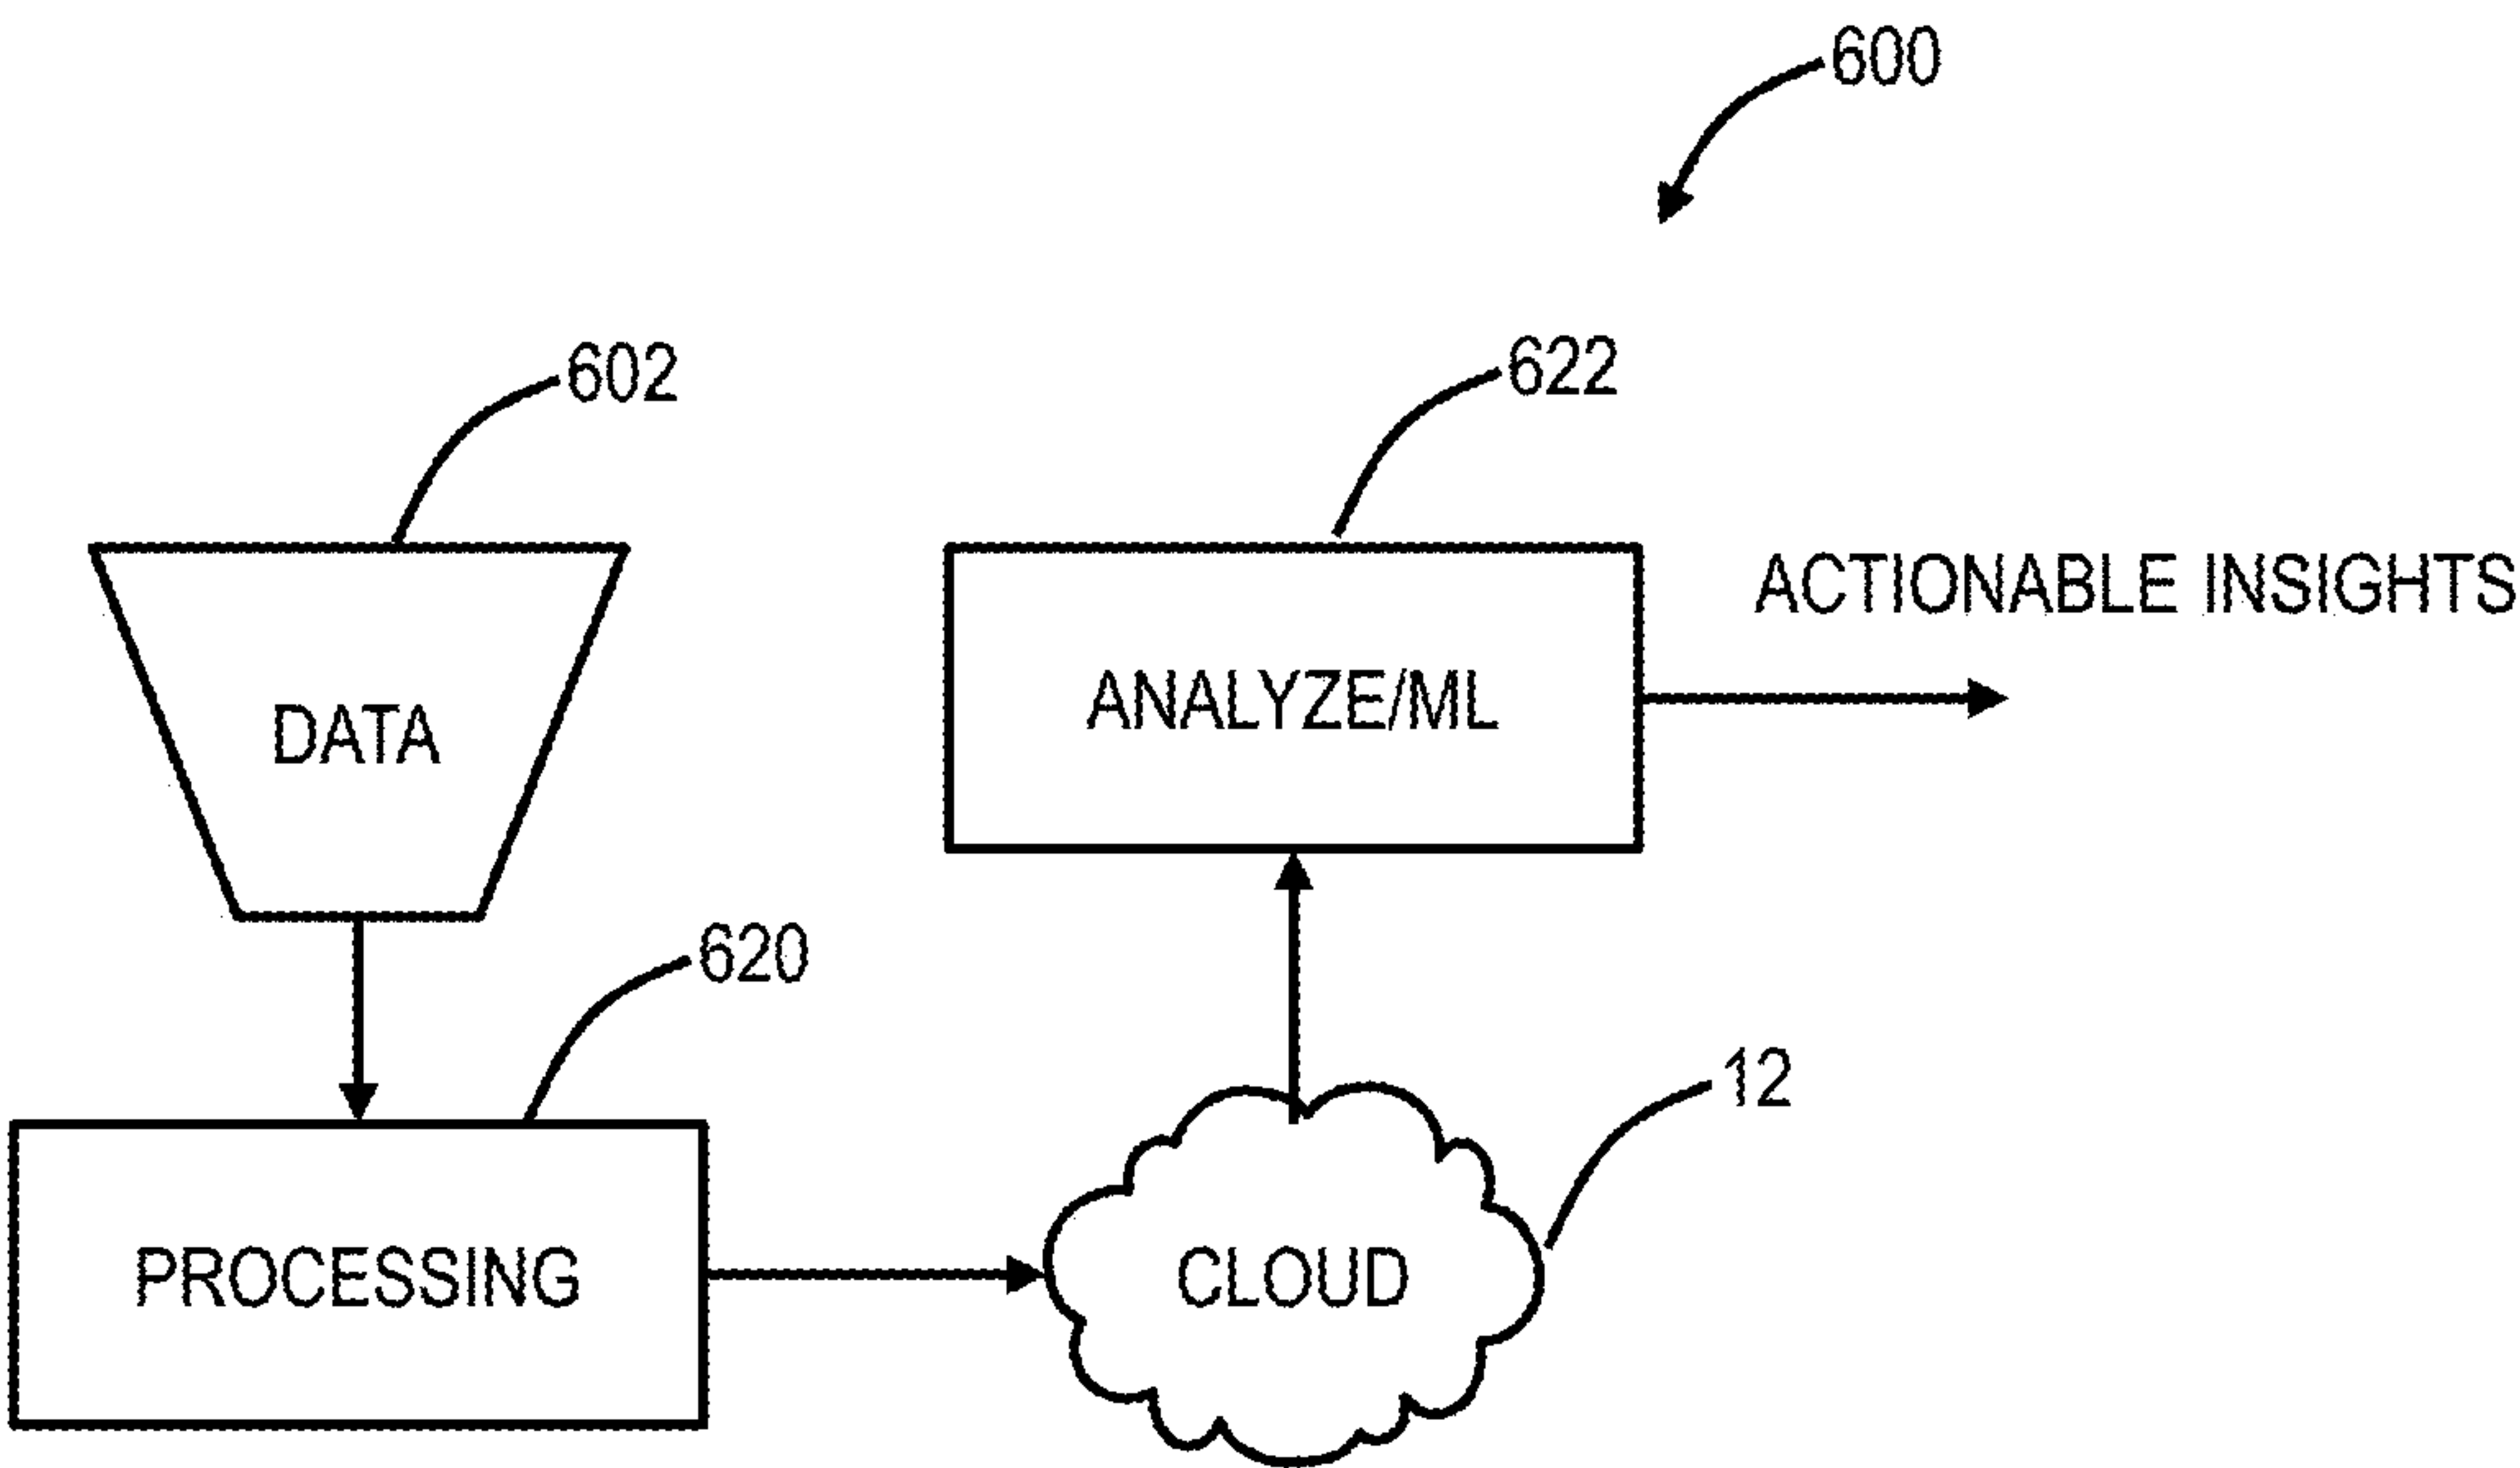 600
602
622
ACTIONABLE INSIGHTS
ANALYZE/ML
DATA
620
12
PROCESSING
CLOUD